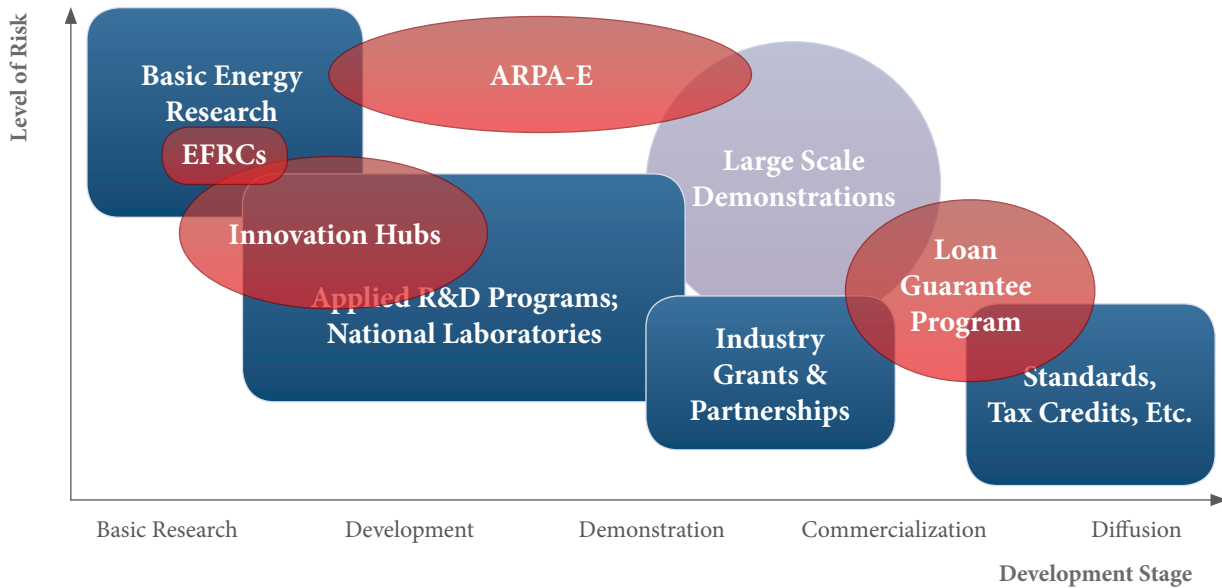 Level of Risk
Basic Energy
Research
EFRCs
ARPA-E
Large Scale
Demonstrations
Innovation Hubs
Applied R&D Programs;
National Laboratories
Loan
Guarantee
Program
Industry
Grants &
Partnerships
Standards,
Tax Credits, Etc.
Basic Research
Development
Demonstration
Commercialization
Diffusion
Development Stage